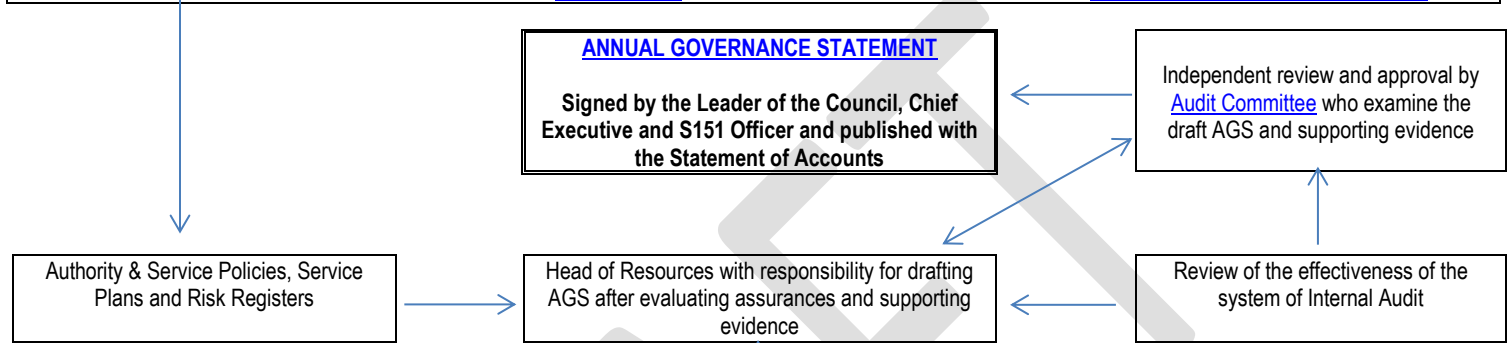 ANNUAL GOVERNANCE STATEMENT
Signed by the Leader of the Council, Chief
Executive and S151 Officer and published with
the Statement of Accounts
Independent review and approval by
Audit Committee who examine the
draft AGS and supporting evidence
Authority & Service Policies, Service
Plans and Risk Registers
Head of Resources with responsibility for drafting
AGS after evaluating assurances and supporting
evidence
Review of the effectiveness of the
system of Internal Audit